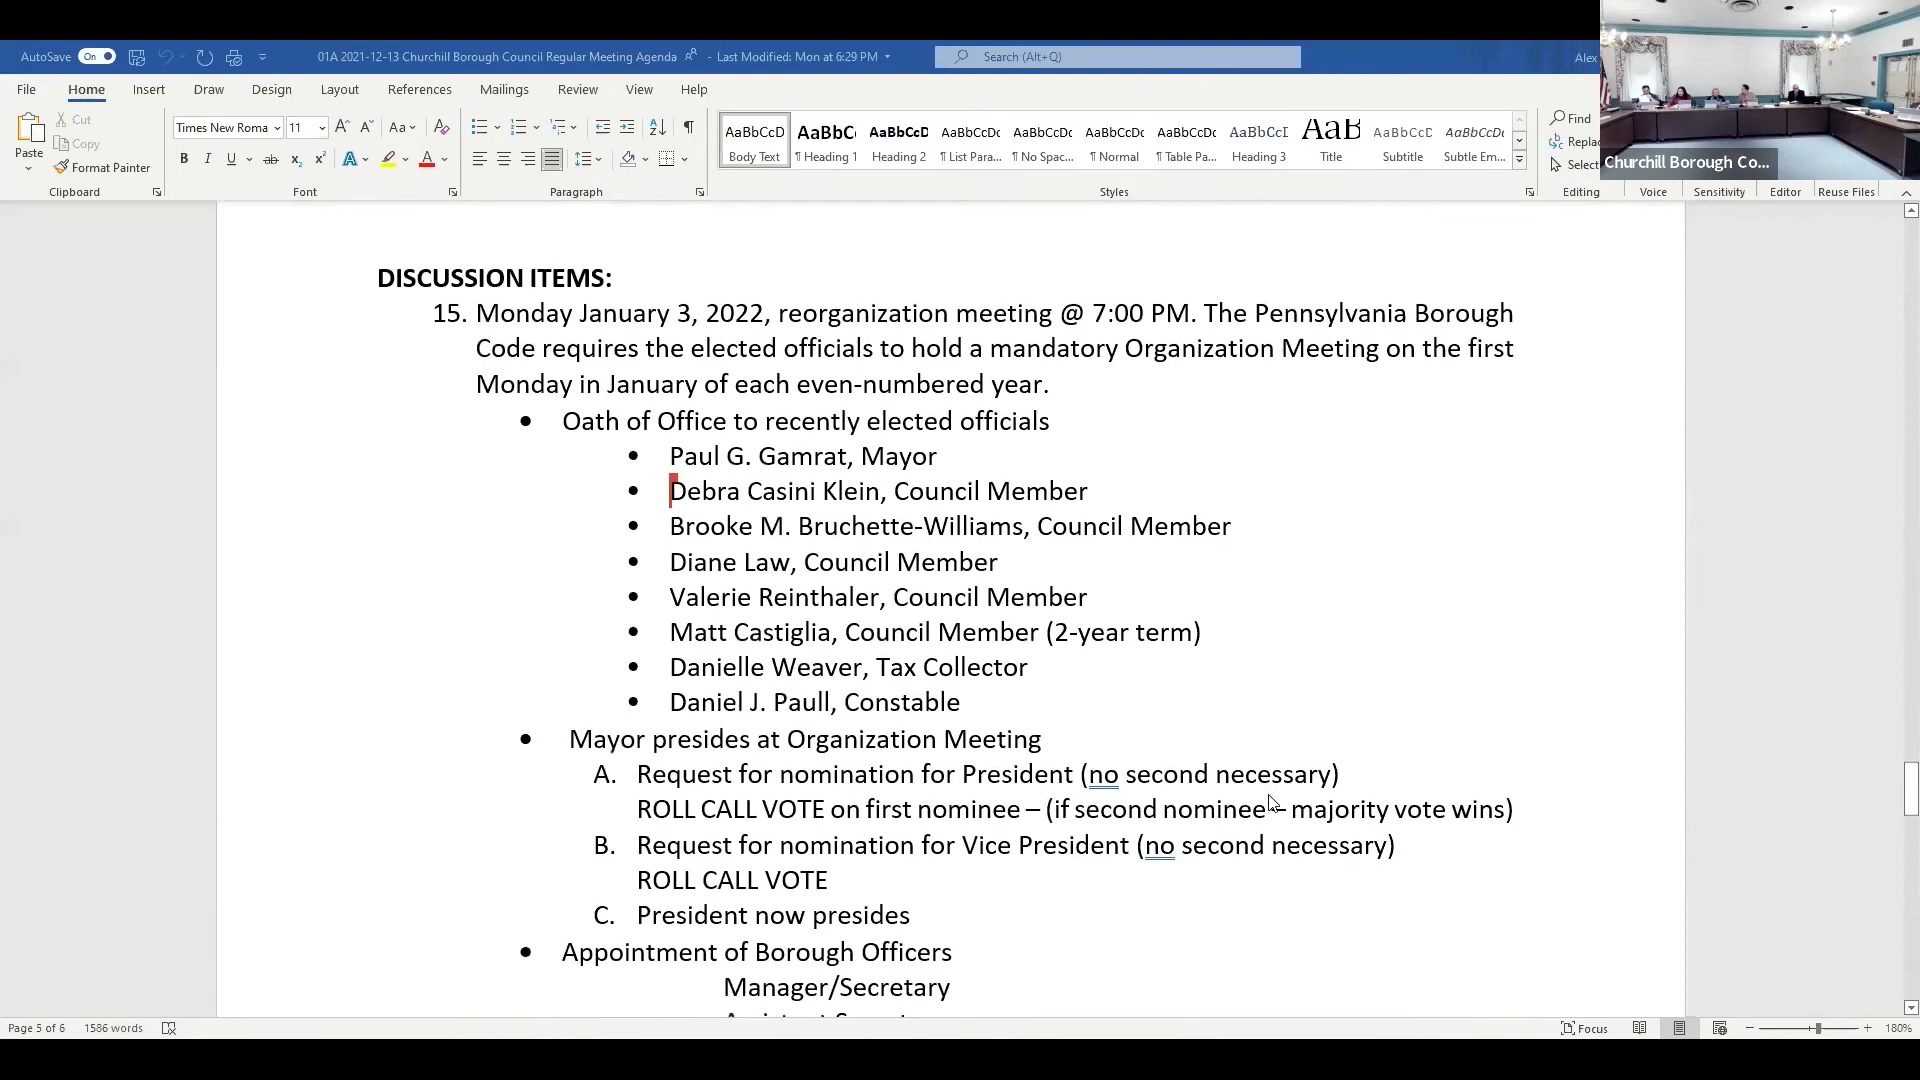 AutoSave On 01A 2021-12-13 Churchill Borough Council Regular Meeting Agenda - Last Modified: Mon at 6:29 PM Search (Alt+Q) Alex
File Home Insert Draw Design Layout References Mailings Review View Help
Paste Cut Copy Format Painter
Times New Roma 11
AaBbCcD AaBbC AaBbCcD AaBbCcDc AaBbCcDc AaBbCcDc AaBbCcDc AaBbCcI AaB AaBbCcD AaBbCcDc
Body Text ¶ Heading 1 Heading 2 ¶ List Para... ¶ No Spac... ¶ Normal ¶ Table Pa... Heading 3 Title Subtitle Subtle Em...
Find
Replac
Select
Churchill Borough Co...
Clipboard Font Paragraph Styles Editing Voice Sensitivity Editor Reuse Files
DISCUSSION ITEMS:
15. Monday January 3, 2022, reorganization meeting @ 7:00 PM. The Pennsylvania Borough
Code requires the elected officials to hold a mandatory Organization Meeting on the first
Monday in January of each even-numbered year.
• Oath of Office to recently elected officials
• Paul G. Gamrat, Mayor
• Debra Casini Klein, Council Member
• Brooke M. Bruchette-Williams, Council Member
• Diane Law, Council Member
• Valerie Reinthaler, Council Member
• Matt Castiglia, Council Member (2-year term)
• Danielle Weaver, Tax Collector
• Daniel J. Paull, Constable
• Mayor presides at Organization Meeting
A. Request for nomination for President (no second necessary)
ROLL CALL VOTE on first nominee – (if second nominee – majority vote wins)
B. Request for nomination for Vice President (no second necessary)
ROLL CALL VOTE
C. President now presides
• Appointment of Borough Officers
Manager/Secretary
Page 5 of 6 1586 words Focus 180%